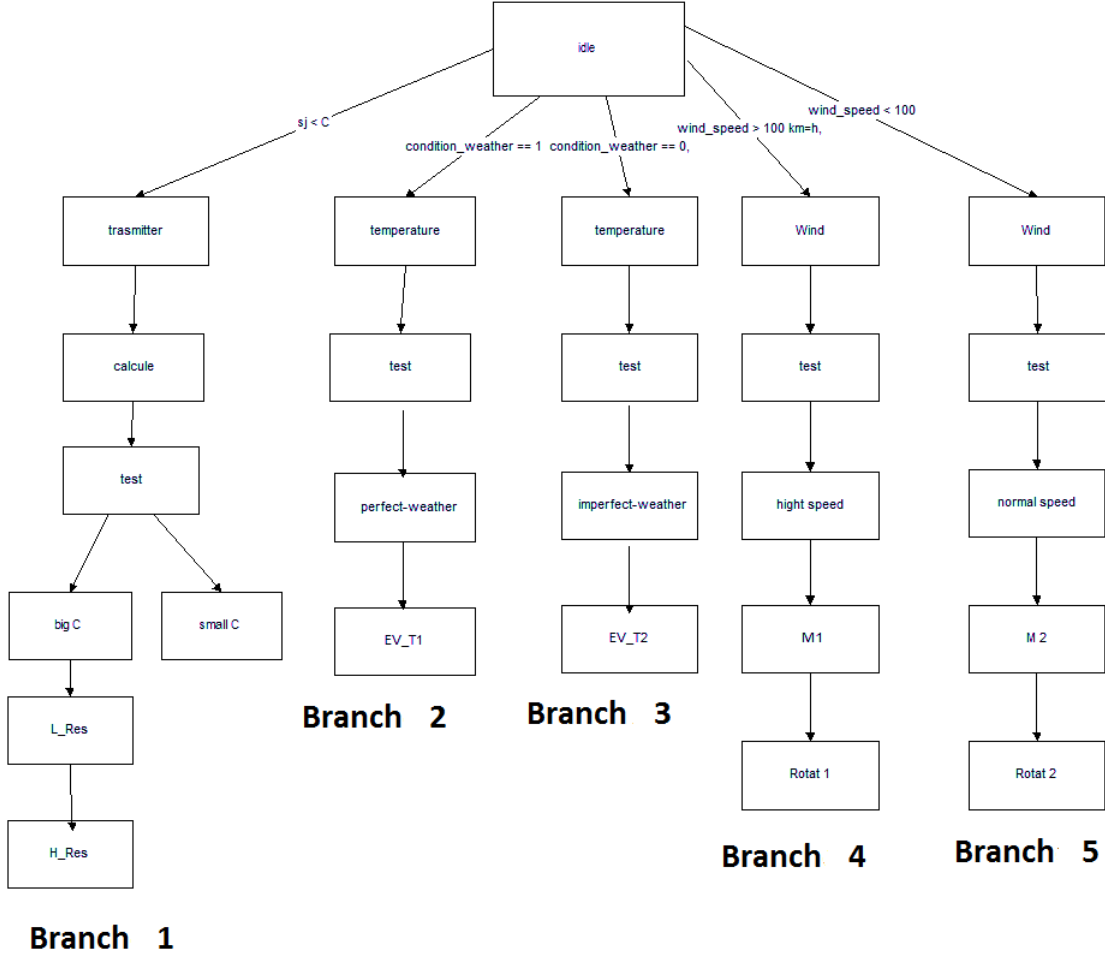 idle
sj < C
condition_weather == 1
condition_weather == 0,
wind_speed > 100 km=h,
wind_speed < 100
trasmitter
temperature
temperature
Wind
Wind
calcule
test
test
test
test
test
perfect-weather
imperfect-weather
hight speed
normal speed
big C
small C
EV_T1
EV_T2
M1
M 2
L_Res
Branch 2
Branch 3
Rotat 1
Rotat 2
H_Res
Branch 4
Branch 5
Branch 1